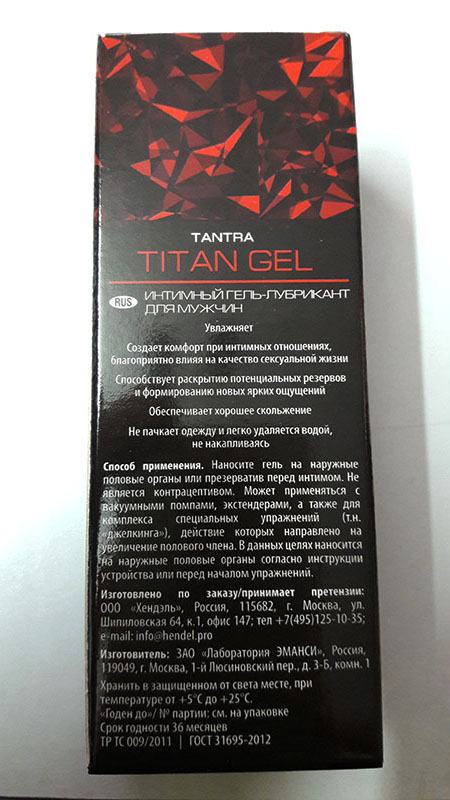 TANTRA
TITAN GEL
RUS
ИНТИМНЫЙ ГЕЛЬ-ЛУБРИКАНТ
ДЛЯ МУЖЧИН
Увлажняет
Создает комфорт при интимных отношениях,
благоприятно влияя на качество сексуальной жизни
Способствует раскрытию потенциальных резервов
и формированию новых ярких ощущений
Обеспечивает хорошее скольжение
Не пачкает одежду и легко удаляется водой,
не накапливаясь
Способ применения. Наносите гель на наружные
половые органы или презерватив перед интимом. Не
является контрацептивом. Может применяться с
вакуумными помпами, экстендерами, а также для
комплекса специальных упражнений (т.н.
«джелкинга»), действие которых направлено на
увеличение полового члена. В данных целях наносится
на наружные половые органы согласно инструкции
устройства или перед началом упражнений.
Изготовлено по заказу/принимает претензии:
ООО «Хендэль», Россия, 115682, г. Москва, ул.
Шипиловская 64, к.1, офис 147; тел +7(495)125-10-35;
e-mail: info@hendel.pro
Изготовитель: ЗАО «Лаборатория ЭМАНСИ», Россия,
119049, г. Москва, 1-й Люсиновский пер., д. 3-Б, комн. 1
Хранить в защищенном от света месте, при
температуре от +5°C до +25°C.
«Годен до»/ № партии: см. на упаковке
Срок годности 36 месяцев
ТР ТС 009/2011 | ГОСТ 31695-2012